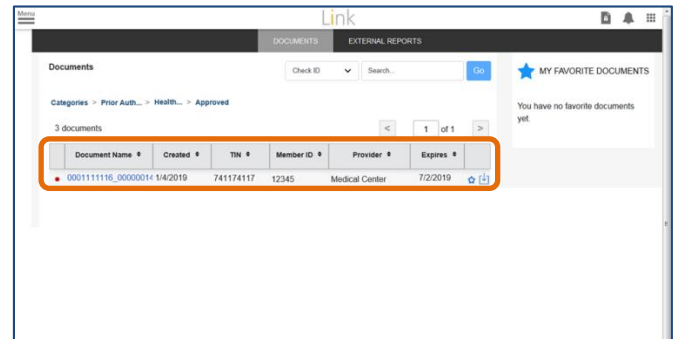 Menu
Link
DOCUMENTS EXTERNAL REPORTS
Documents
Check ID
Search...
Go
MY FAVORITE DOCUMENTS
Categories > Prior Auth... > Health... > Approved
You have no favorite documents
yet.
3 documents
< 1 of 1 >
Document Name Created TIN Member ID Provider Expires
0001111116_00000014 1/4/2019 741174117 12345 Medical Center 7/2/2019